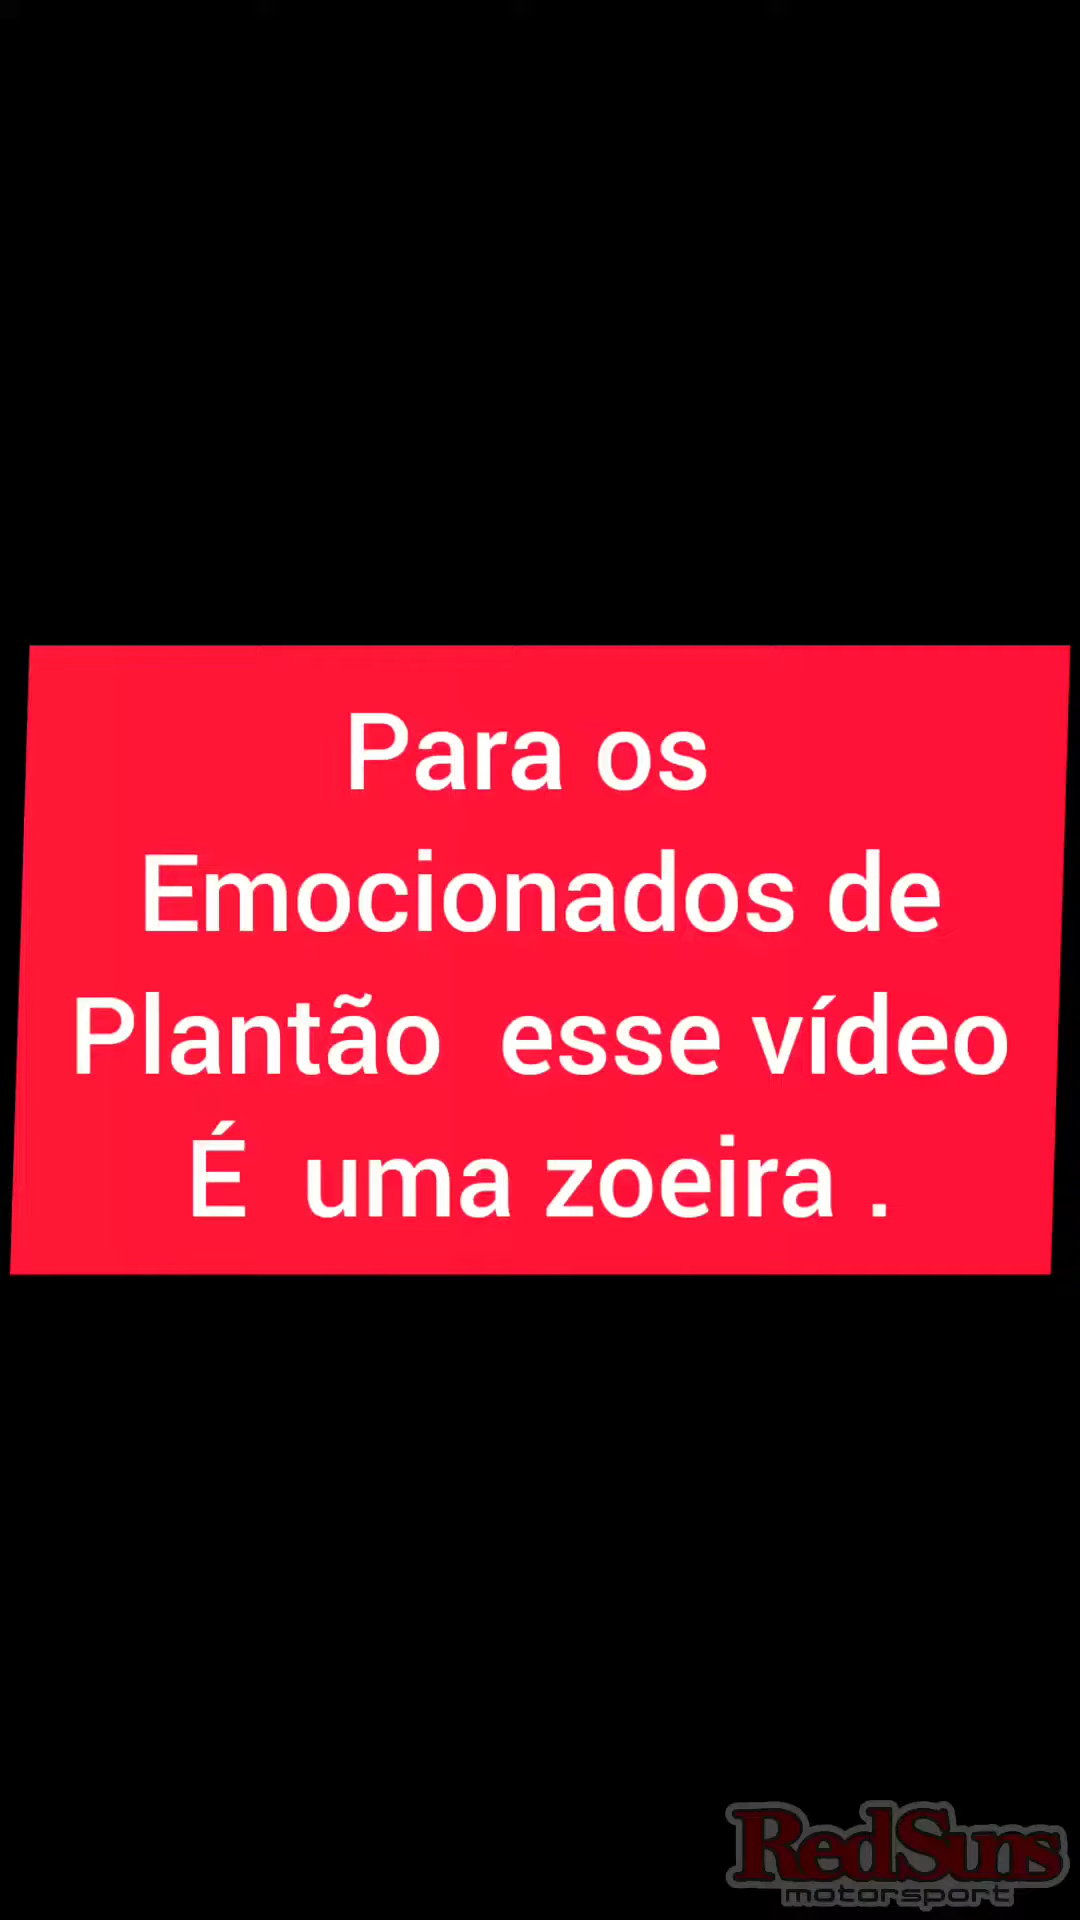 Para os
Emocionados de
Plantão esse vídeo
É uma zoeira .
RedSuns
motorsport